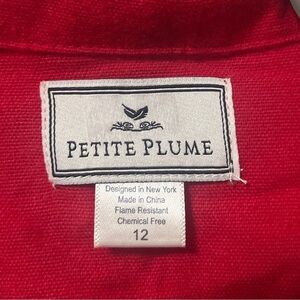 PETITE PLUME
Designed in New York
Made in China
Flame Resistant
Chemical Free
12